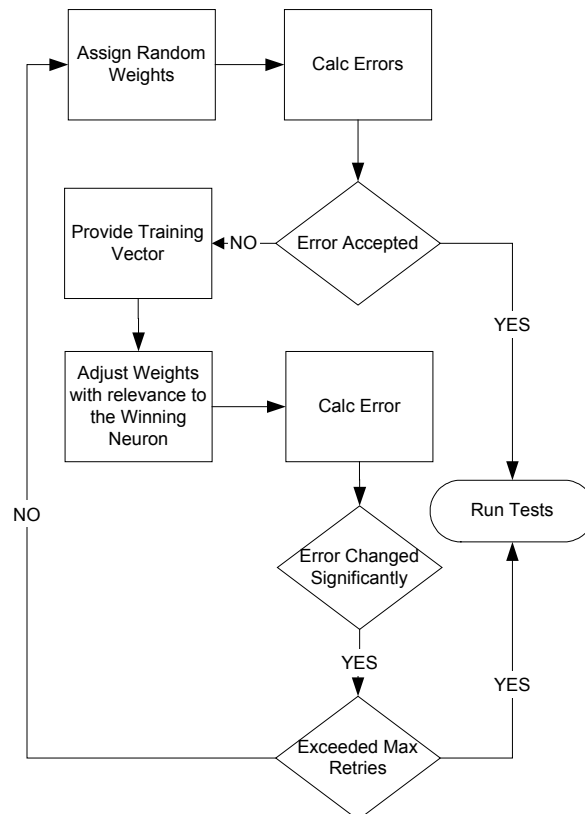 Assign Random
Weights
Calc Errors
Provide Training
Vector
NO
Error Accepted
YES
Adjust Weights
with relevance to
the Winning
Neuron
Calc Error
NO
Run Tests
Error Changed
Significantly
YES
YES
Exceeded Max
Retries